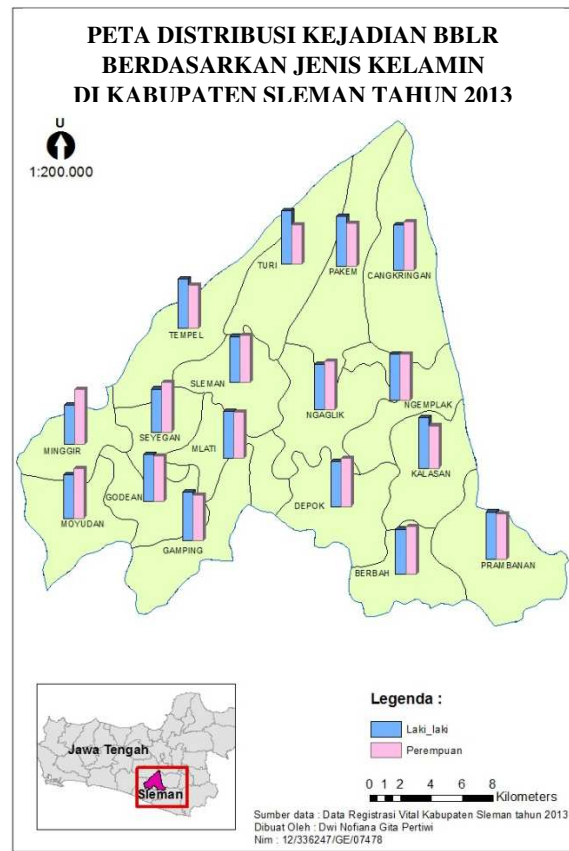 PETA DISTRIBUSI KEJADIAN BBLR
BERDASARKAN JENIS KELAMIN
DI KABUPATEN SLEMAN TAHUN 2013
U
1:200.000
TURI
PAKEM
CANGKRINGAN
TEMPEL
SLEMAN
NGAGLIK
NGEMPLAK
MINGGIR
SEYEGAN
MLATI
KALASAN
MOYUDAN
GODEAN
DEPOK
GAMPING
BERBAH
PRAMBANAN
Jawa Tengah
Sleman
Legenda :
Laki_laki
Perempuan
0 1 2 4 6 8
Kilometers
Sumber data : Data Registrasi Vital Kabupaten Sleman tahun 2013
Dibuat Oleh : Dwi Nofiana Gita Pertiwi
Nim : 12/336247/GE/07478